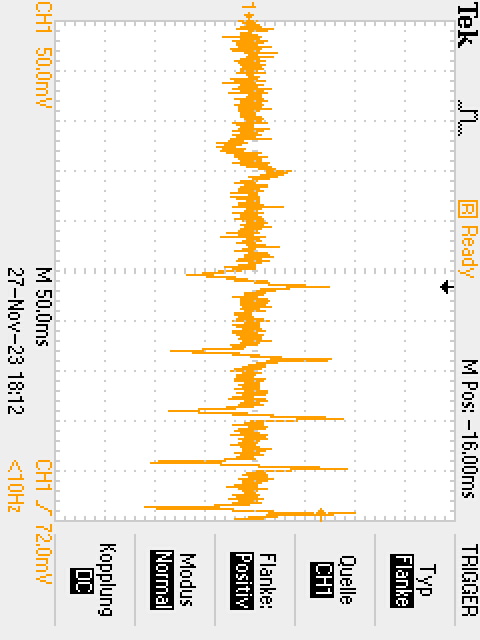 Tek
R Ready
M Pos: -16.00ms
TRIGGER
Typ
Flanke
Quelle
CH1
Flanke:
Positiv
Modus
Normal
Kopplung
DC
1
CH1 50.0mV
M 50.0ms
CH1 / 72.0mV
27-Nov-23 18:12
<10Hz